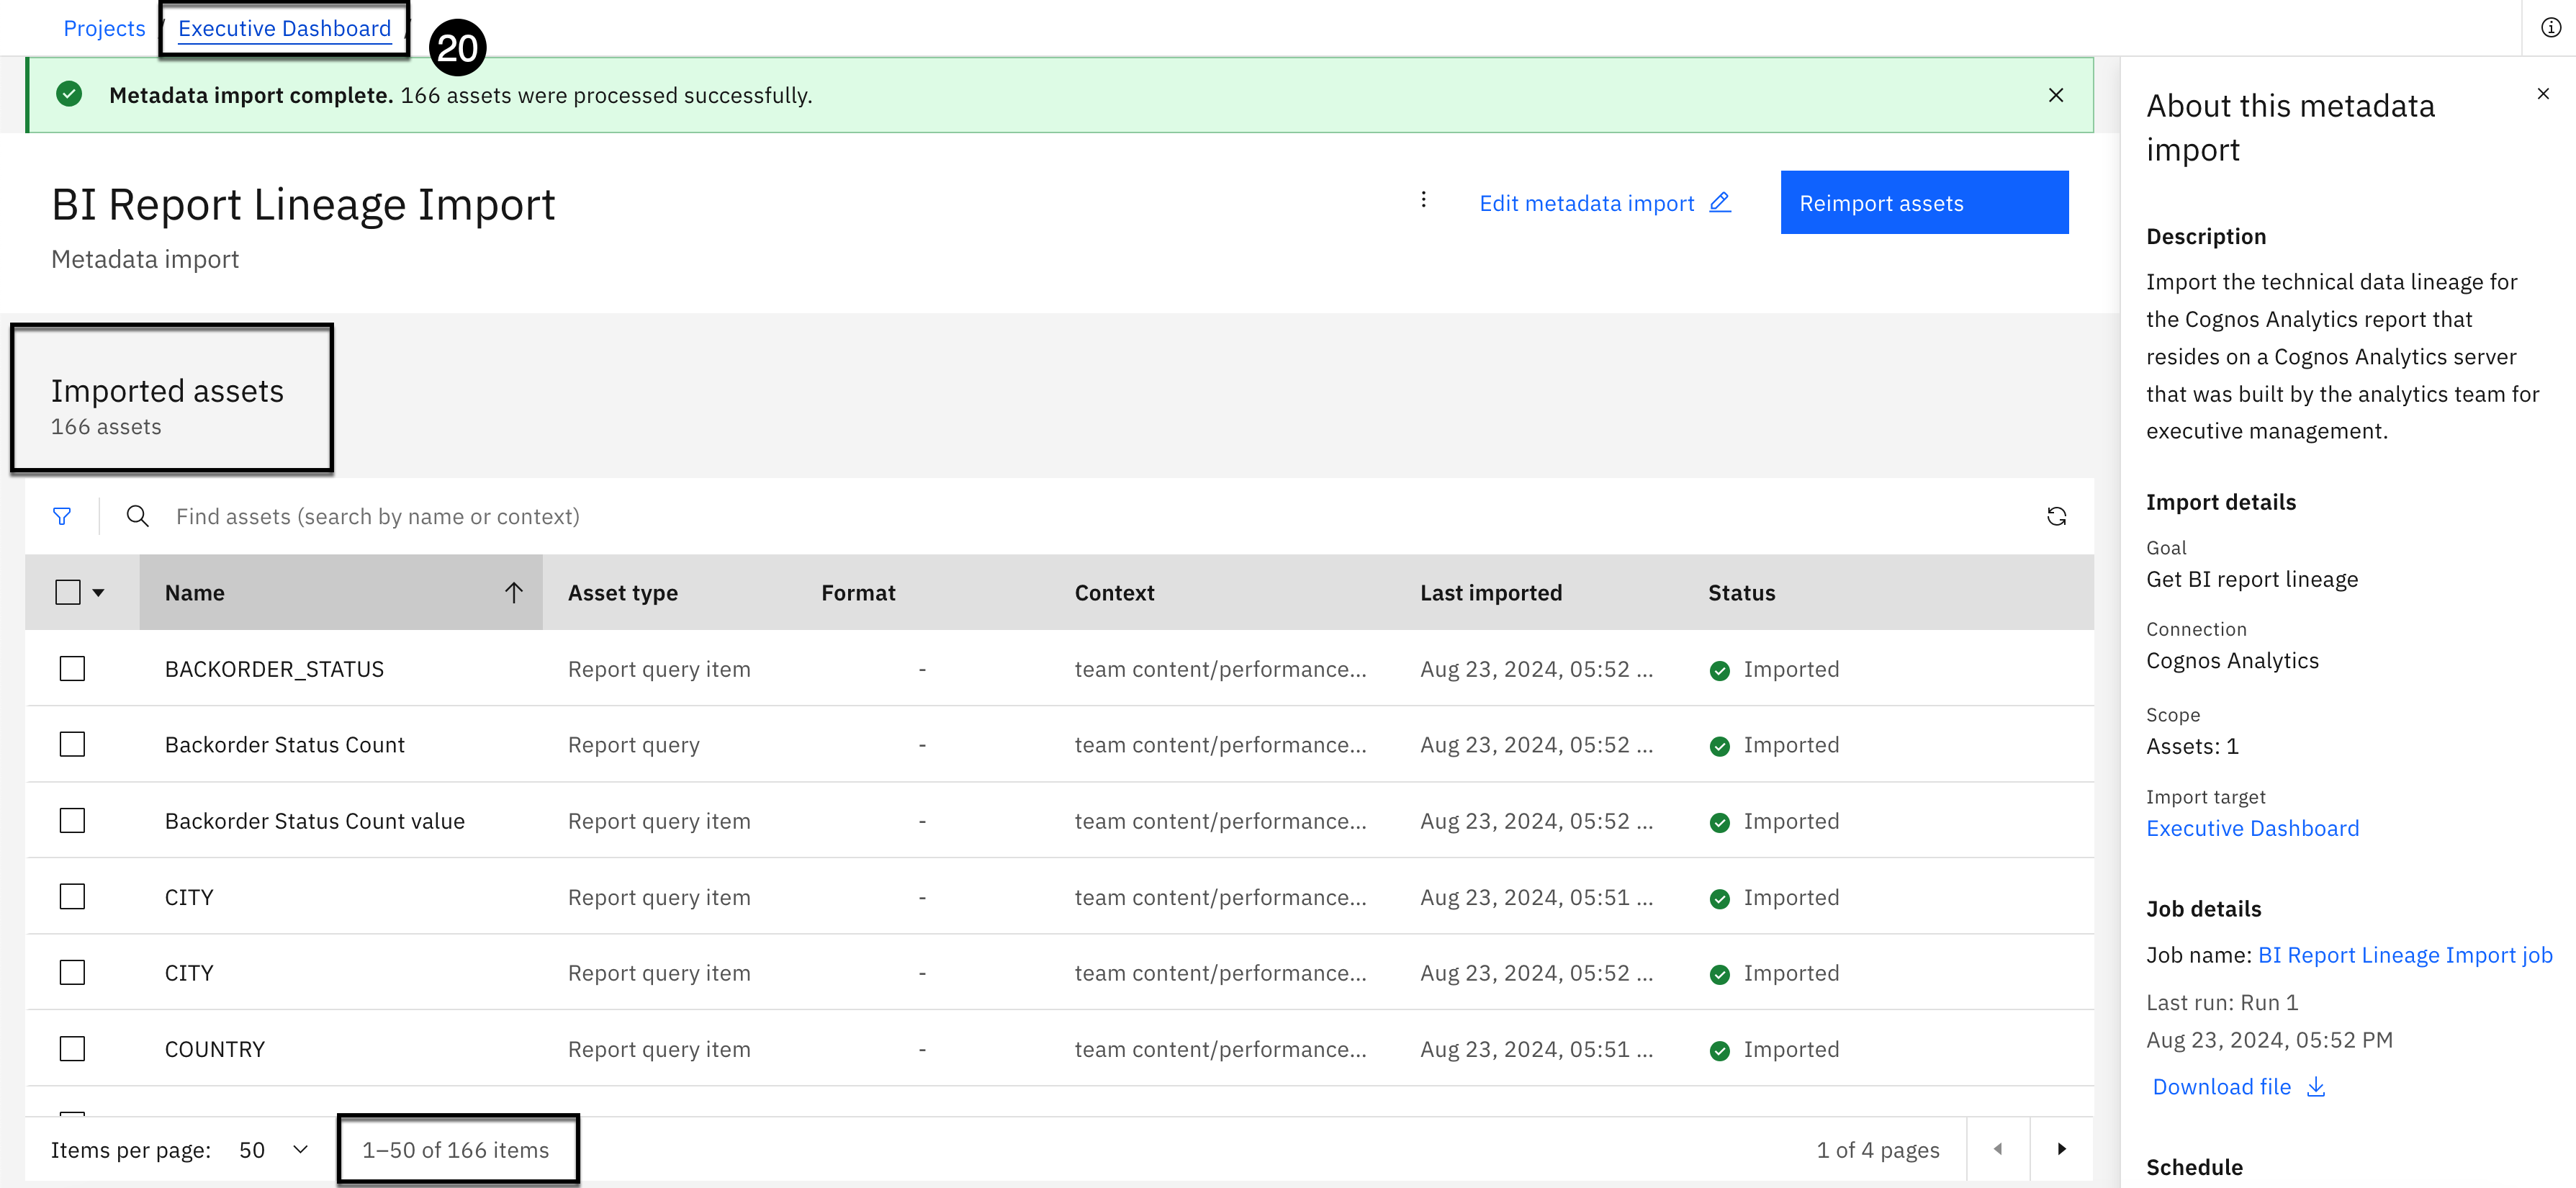 Projects / Executive Dashboard /
20
Metadata import complete. 166 assets were processed successfully.
BI Report Lineage Import
Metadata import
Edit metadata import
Reimport assets
Imported assets
166 assets
Find assets (search by name or context)
Name Asset type Format Context Last imported Status
BACKORDER_STATUS Report query item - team content/performance... Aug 23, 2024, 05:52 ... Imported
Backorder Status Count Report query - team content/performance... Aug 23, 2024, 05:52 ... Imported
Backorder Status Count value Report query item - team content/performance... Aug 23, 2024, 05:52 ... Imported
CITY Report query item - team content/performance... Aug 23, 2024, 05:51 ... Imported
CITY Report query item - team content/performance... Aug 23, 2024, 05:52 ... Imported
COUNTRY Report query item - team content/performance... Aug 23, 2024, 05:51 ... Imported
Items per page: 50 1–50 of 166 items 1 of 4 pages
About this metadata
import
Description
Import the technical data lineage for
the Cognos Analytics report that
resides on a Cognos Analytics server
that was built by the analytics team for
executive management.
Import details
Goal
Get BI report lineage
Connection
Cognos Analytics
Scope
Assets: 1
Import target
Executive Dashboard
Job details
Job name: BI Report Lineage Import job
Last run: Run 1
Aug 23, 2024, 05:52 PM
Download file
Schedule